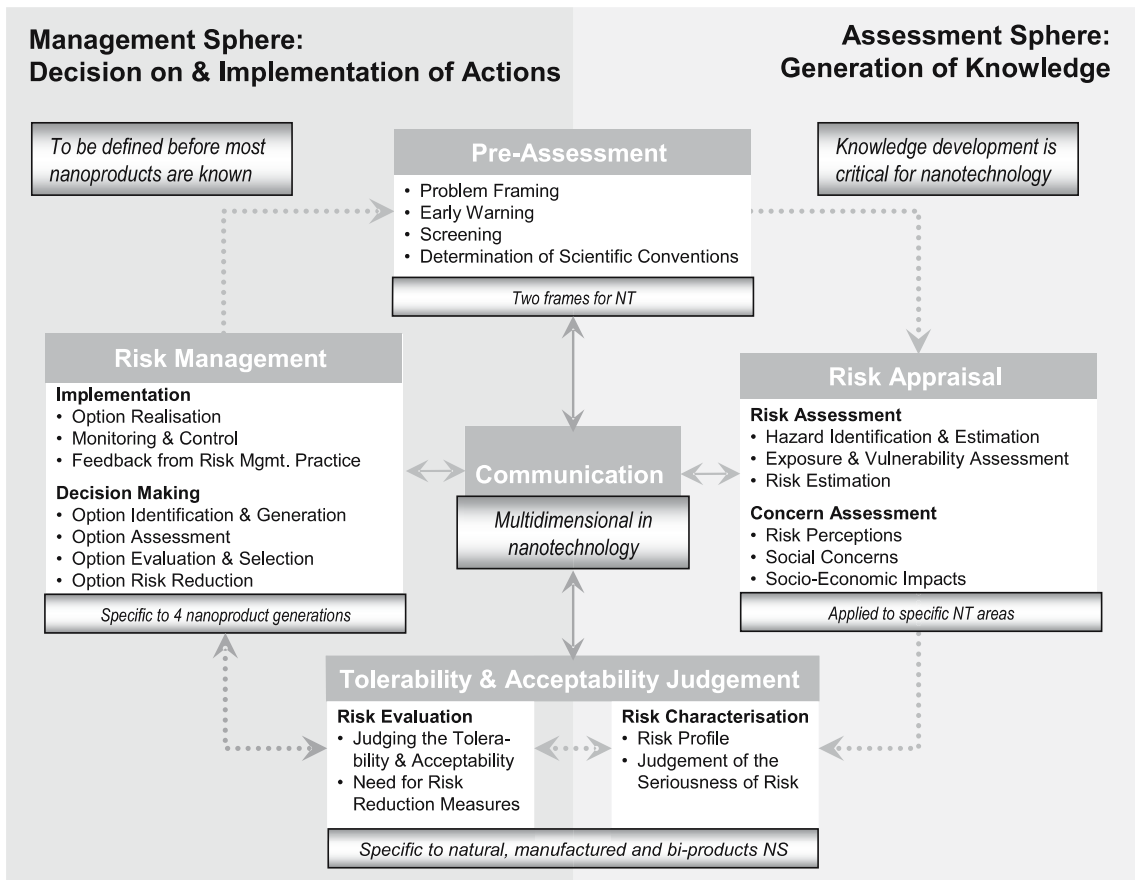 Management Sphere:
Decision on & Implementation of Actions
Assessment Sphere:
Generation of Knowledge
To be defined before most
nanoproducts are known
Pre-Assessment
• Problem Framing
• Early Warning
• Screening
• Determination of Scientific Conventions
Two frames for NT
Knowledge development is
critical for nanotechnology
Risk Management
Implementation
• Option Realisation
• Monitoring & Control
• Feedback from Risk Mgmt. Practice
Decision Making
• Option Identification & Generation
• Option Assessment
• Option Evaluation & Selection
• Option Risk Reduction
Specific to 4 nanoproduct generations
Communication
Multidimensional in
nanotechnology
Risk Appraisal
Risk Assessment
• Hazard Identification & Estimation
• Exposure & Vulnerability Assessment
• Risk Estimation
Concern Assessment
• Risk Perceptions
• Social Concerns
• Socio-Economic Impacts
Applied to specific NT areas
Tolerability & Acceptability Judgement
Risk Evaluation
• Judging the Tolera-
bility & Acceptability
• Need for Risk
Reduction Measures
Risk Characterisation
• Risk Profile
• Judgement of the
Seriousness of Risk
Specific to natural, manufactured and bi-products NS